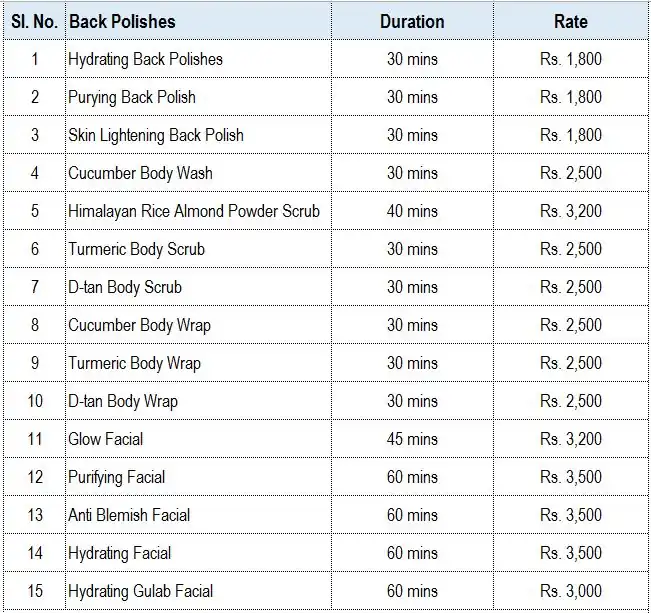 Sl. No. Back Polishes Duration Rate
1 Hydrating Back Polishes 30 mins Rs. 1,800
2 Purying Back Polish 30 mins Rs. 1,800
3 Skin Lightening Back Polish 30 mins Rs. 1,800
4 Cucumber Body Wash 30 mins Rs. 2,500
5 Himalayan Rice Almond Powder Scrub 40 mins Rs. 3,200
6 Turmeric Body Scrub 30 mins Rs. 2,500
7 D-tan Body Scrub 30 mins Rs. 2,500
8 Cucumber Body Wrap 30 mins Rs. 2,500
9 Turmeric Body Wrap 30 mins Rs. 2,500
10 D-tan Body Wrap 30 mins Rs. 2,500
11 Glow Facial 45 mins Rs. 3,200
12 Purifying Facial 60 mins Rs. 3,500
13 Anti Blemish Facial 60 mins Rs. 3,500
14 Hydrating Facial 60 mins Rs. 3,500
15 Hydrating Gulab Facial 60 mins Rs. 3,000